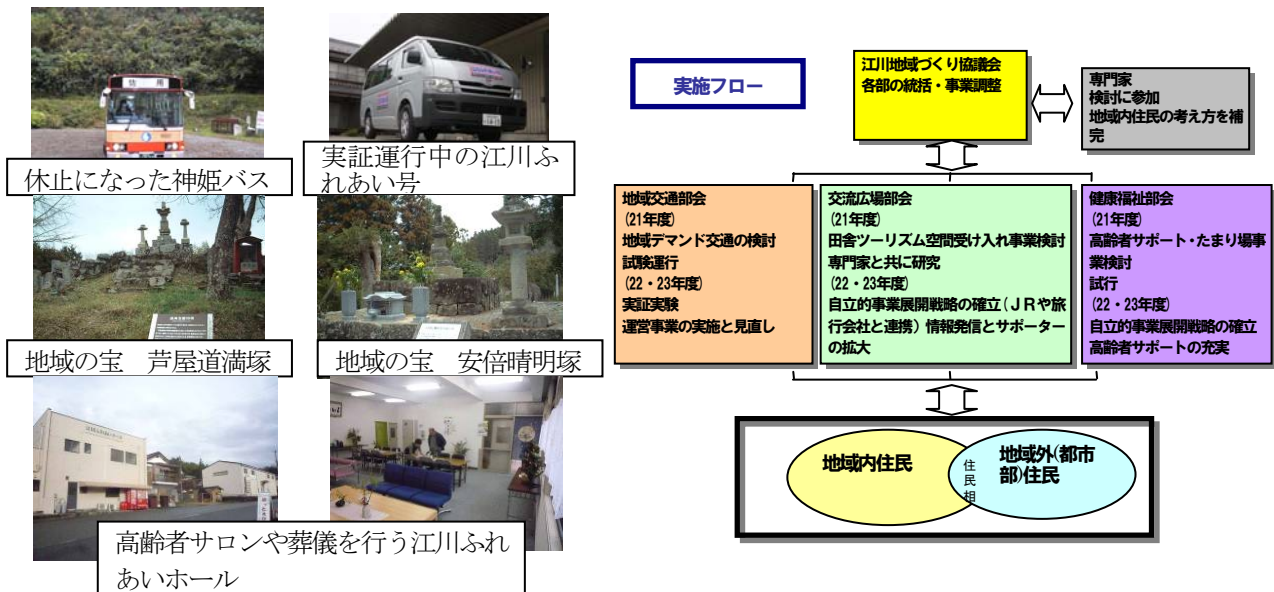 佐用
休止になった神姫バス
実証運行中の江川ふ
れあい号
地域の宝　芦屋道満塚
地域の宝　安倍晴明塚
高齢者サロンや葬儀を行う江川ふれ
あいホール
実施フロー
江川地域づくり協議会
各部の統括・事業調整
専門家
検討に参加
地域内住民の考え方を補
完
地域交通部会
(21年度)
地域デマンド交通の検討
試験運行
(22・23年度)
実証実験
運営事業の実施と見直し
交流広場部会
(21年度)
田舎ツーリズム空間受け入れ事業検討
専門家と共に研究
(22・23年度)
自立的事業展開戦略の確立(ＪＲや旅
行会社と連携) 情報発信とサポーター
の拡大
健康福祉部会
(21年度)
高齢者サポート・たまり場事
業検討
試行
(22・23年度)
自立的事業展開戦略の確立
高齢者サポートの充実
地域内住民
住
民
相
地域外(都市
部)住民